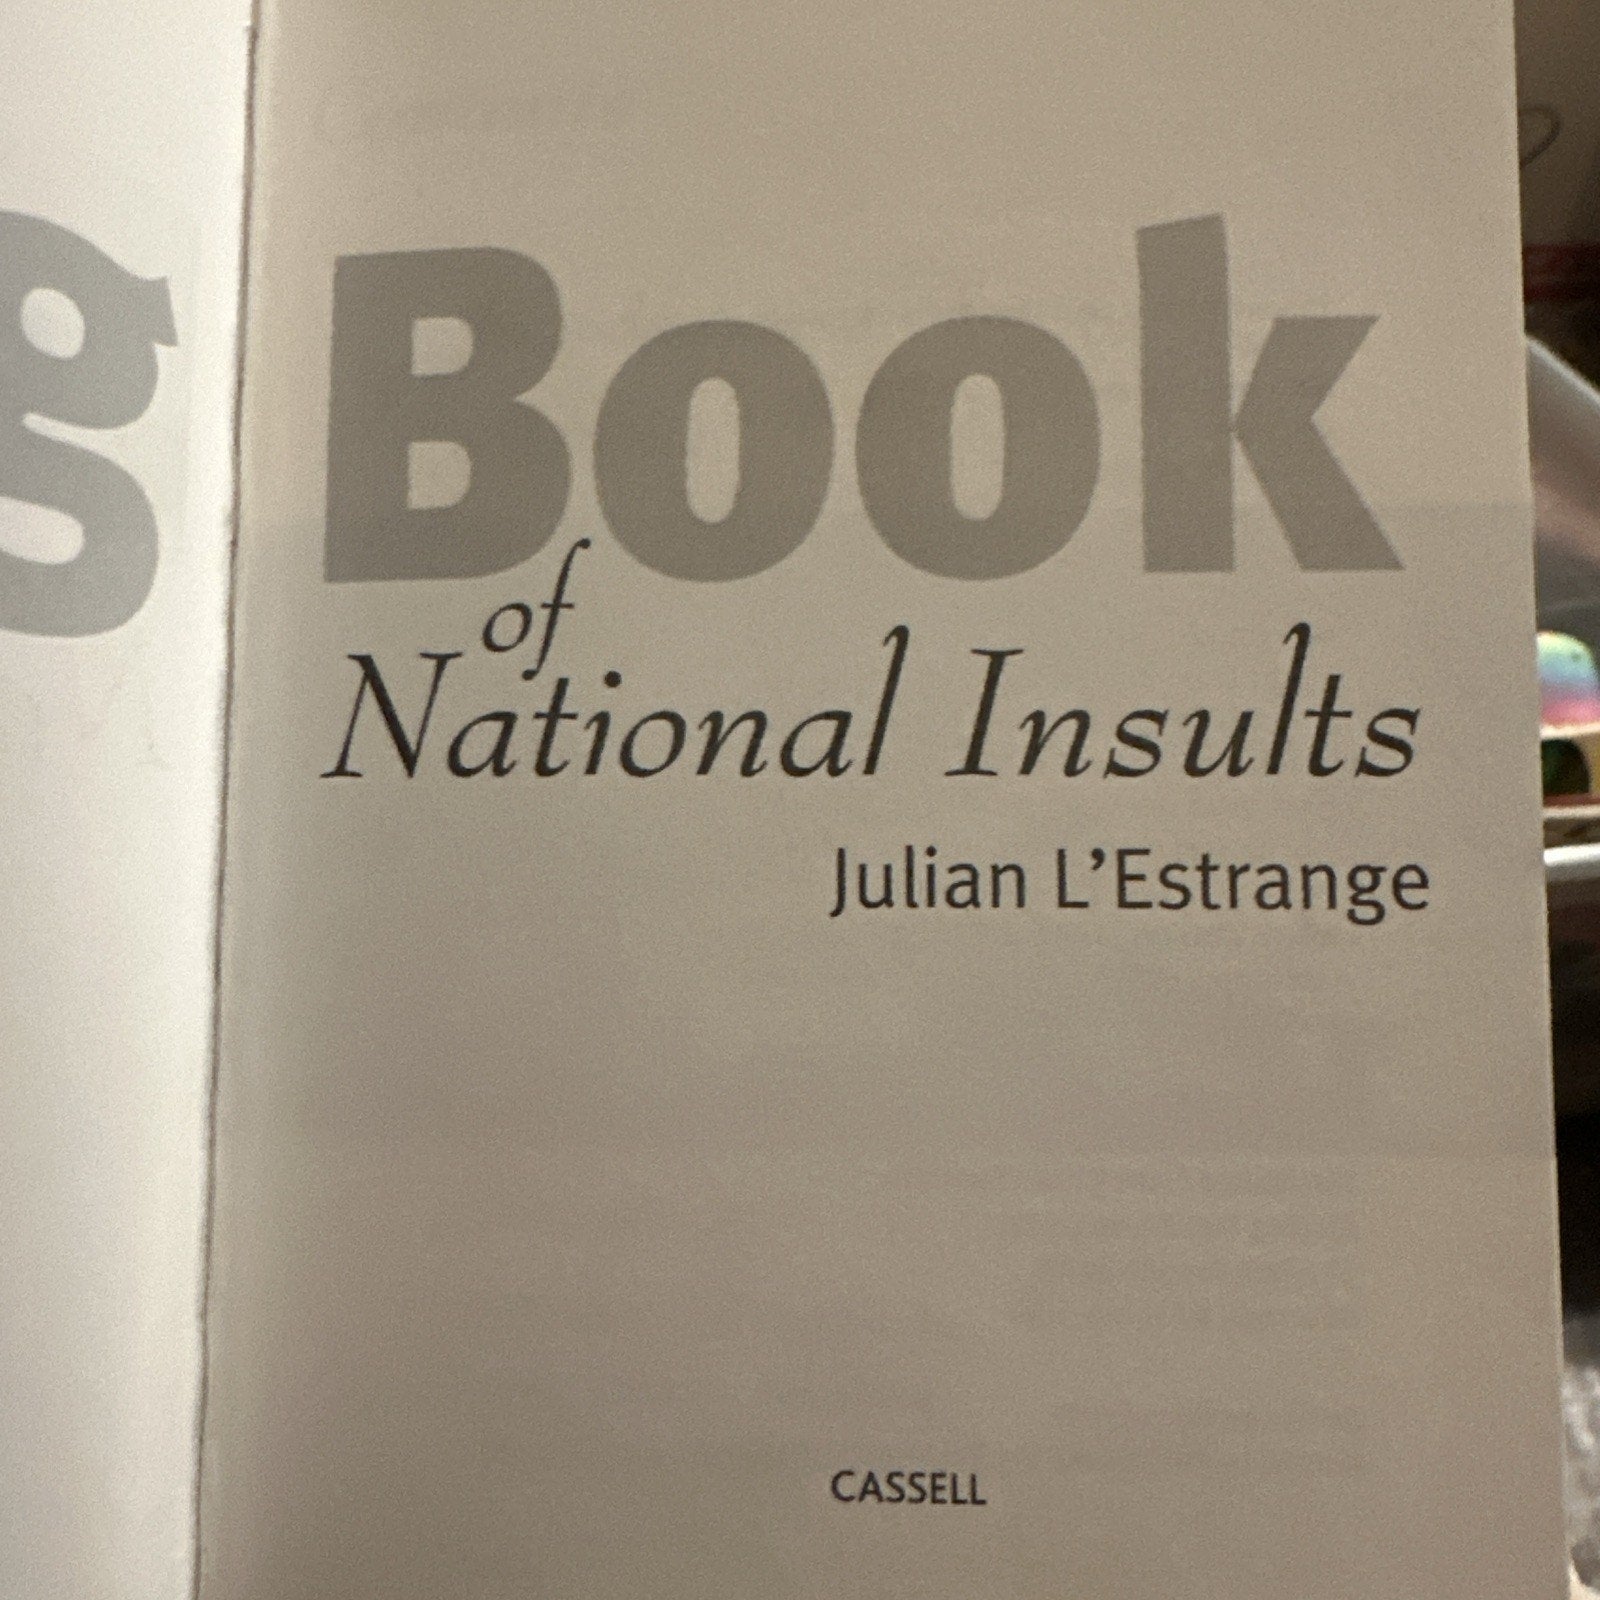 g Book
of
National Insults
Julian L'Estrange
CASSELL